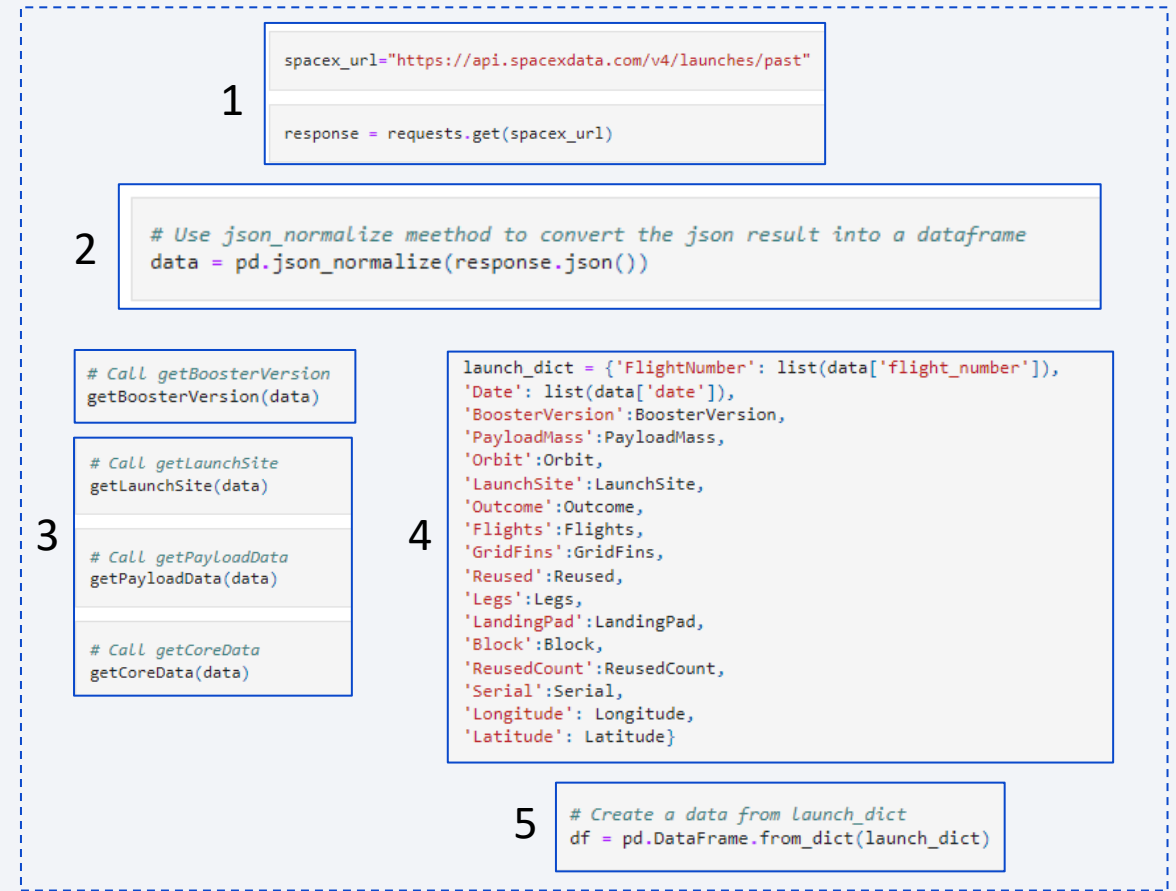 1
spacex_url="https://api.spacexdata.com/v4/launches/past"
response = requests.get(spacex_url)
2
# Use json_normalize meethod to convert the json result into a dataframe
data = pd.json_normalize(response.json())
3
# Call getBoosterVersion
getBoosterVersion(data)
# Call getLaunchSite
getLaunchSite(data)
# Call getPayloadData
getPayloadData(data)
# Call getCoreData
getCoreData(data)
4
launch_dict = {'FlightNumber': list(data['flight_number']),
'Date': list(data['date']),
'BoosterVersion':BoosterVersion,
'PayloadMass':PayloadMass,
'Orbit':Orbit,
'LaunchSite':LaunchSite,
'Outcome':Outcome,
'Flights':Flights,
'GridFins':GridFins,
'Reused':Reused,
'Legs':Legs,
'LandingPad':LandingPad,
'Block':Block,
'ReusedCount':ReusedCount,
'Serial':Serial,
'Longitude': Longitude,
'Latitude': Latitude}
5
# Create a data from launch_dict
df = pd.DataFrame.from_dict(launch_dict)